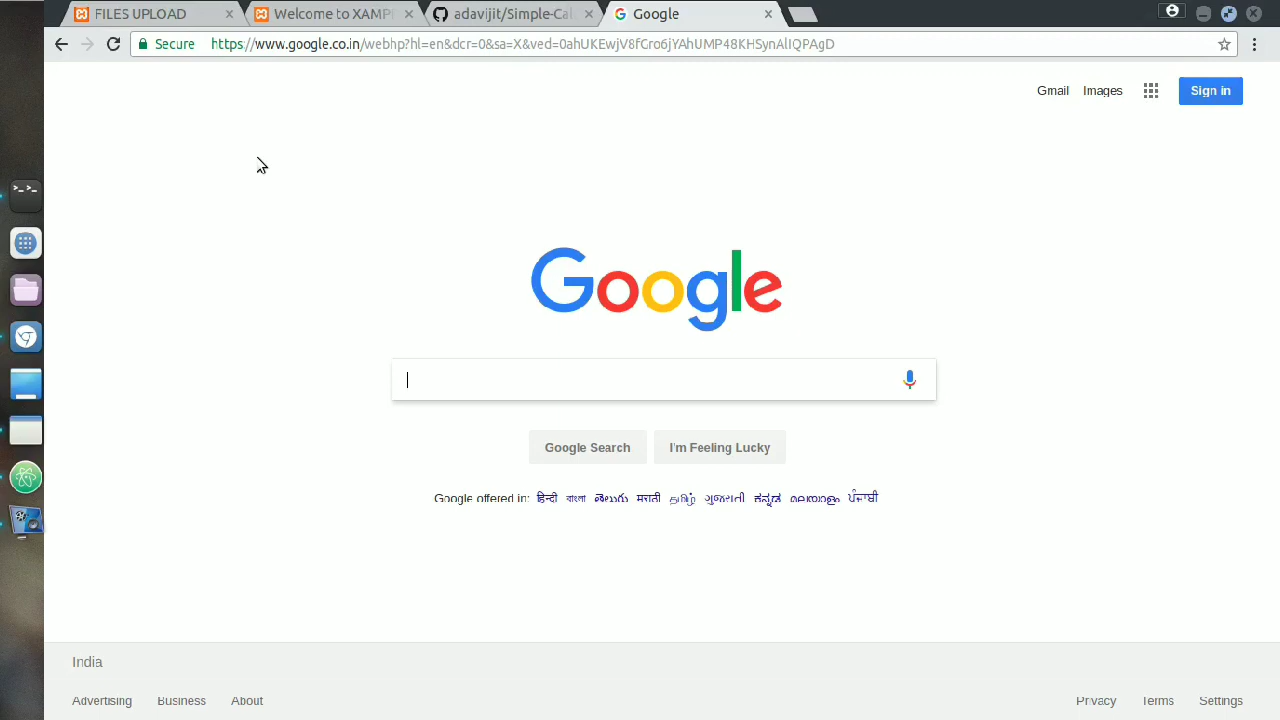 FILES UPLOAD
Welcome to XAMP
adavijit/Simple-Cal
Google
Secure https://www.google.co.in/webhp?hl=en&dcr=0&sa=X&ved=0ahUKEwjV8fCro6jYAhUMP48KHSynAlIQPAgD
Gmail Images Sign in
Google
Google Search I'm Feeling Lucky
Google offered in: हिन्दी বাংলা తెలుగు मराठी தமிழ் ગુજરાતી ಕನ್ನಡ മലയാളം ਪੰਜਾਬੀ
India
Advertising Business About Privacy Terms Settings